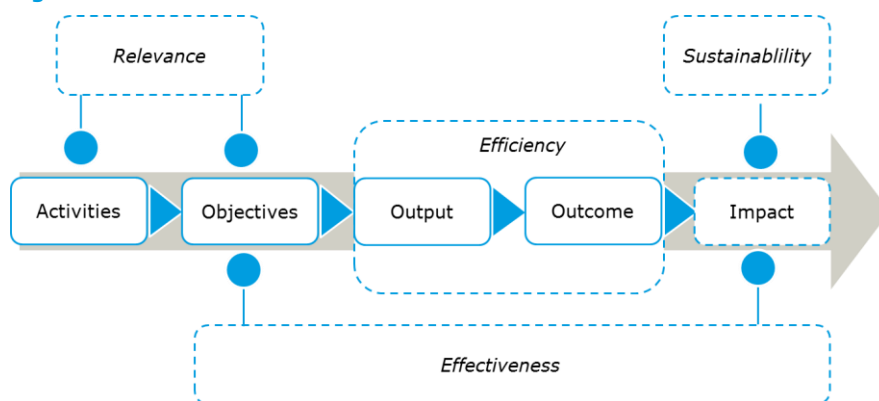 Relevance
Sustainablility
Efficiency
Activities
Objectives
Output
Outcome
Impact
Effectiveness